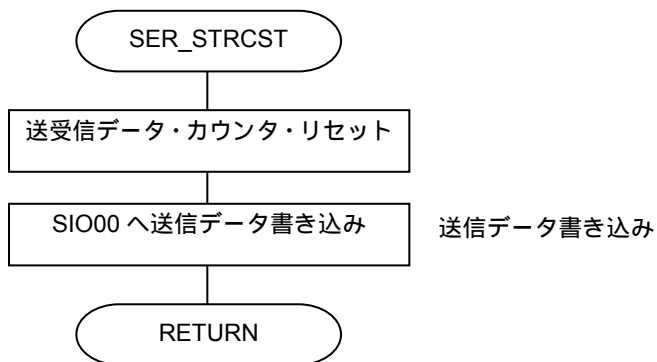 SER_STRCST
送受信データ・カウンタ・リセット
SIO00 へ送信データ書き込み
送信データ書き込み
RETURN